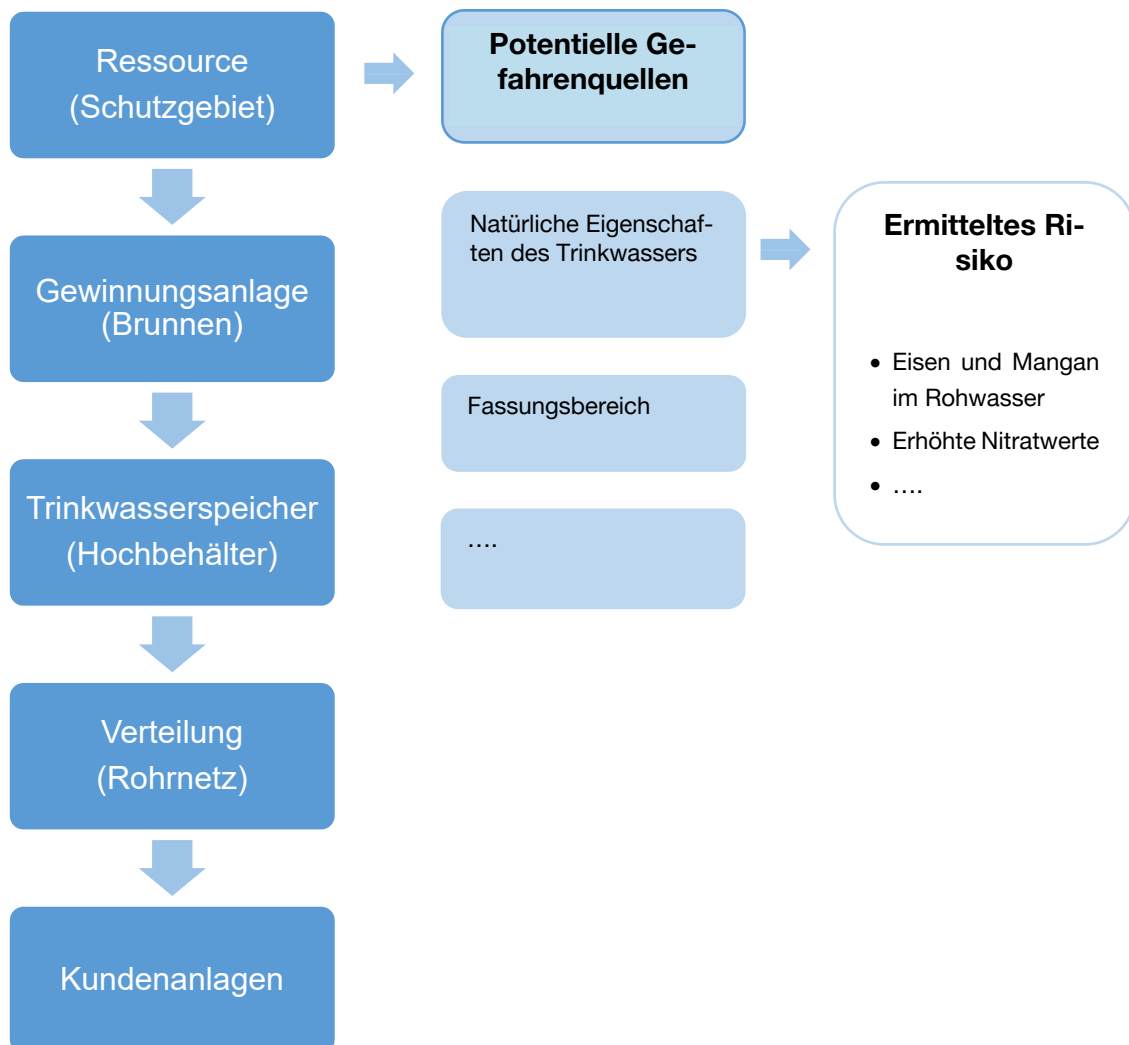 Ressource
(Schutzgebiet)
Gewinnungsanlage
(Brunnen)
Trinkwasserspeicher
(Hochbehälter)
Verteilung
(Rohrnetz)
Kundenanlagen
Potentielle Ge-
fahrenquellen
Natürliche Eigenschaf-
ten des Trinkwassers
Fassungsbereich
....
Ermitteltes Ri-
siko
• Eisen und Mangan
im Rohwasser
• Erhöhte Nitratwerte
• ....